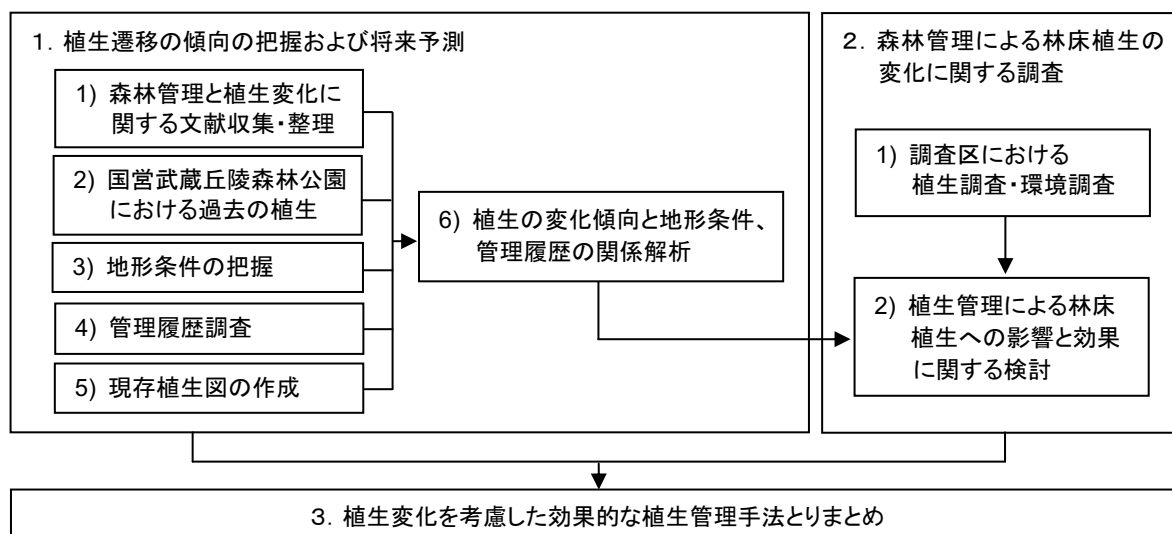 1．植生遷移の傾向の把握および将来予測
1) 森林管理と植生変化に
関する文献収集・整理
2) 国営武蔵丘陵森林公園
における過去の植生
3) 地形条件の把握
4) 管理履歴調査
5) 現存植生図の作成
6) 植生の変化傾向と地形条件、
管理履歴の関係解析
2．森林管理による林床植生の
変化に関する調査
1) 調査区における
植生調査・環境調査
2) 植生管理による林床
植生への影響と効果
に関する検討
3．植生変化を考慮した効果的な植生管理手法とりまとめ